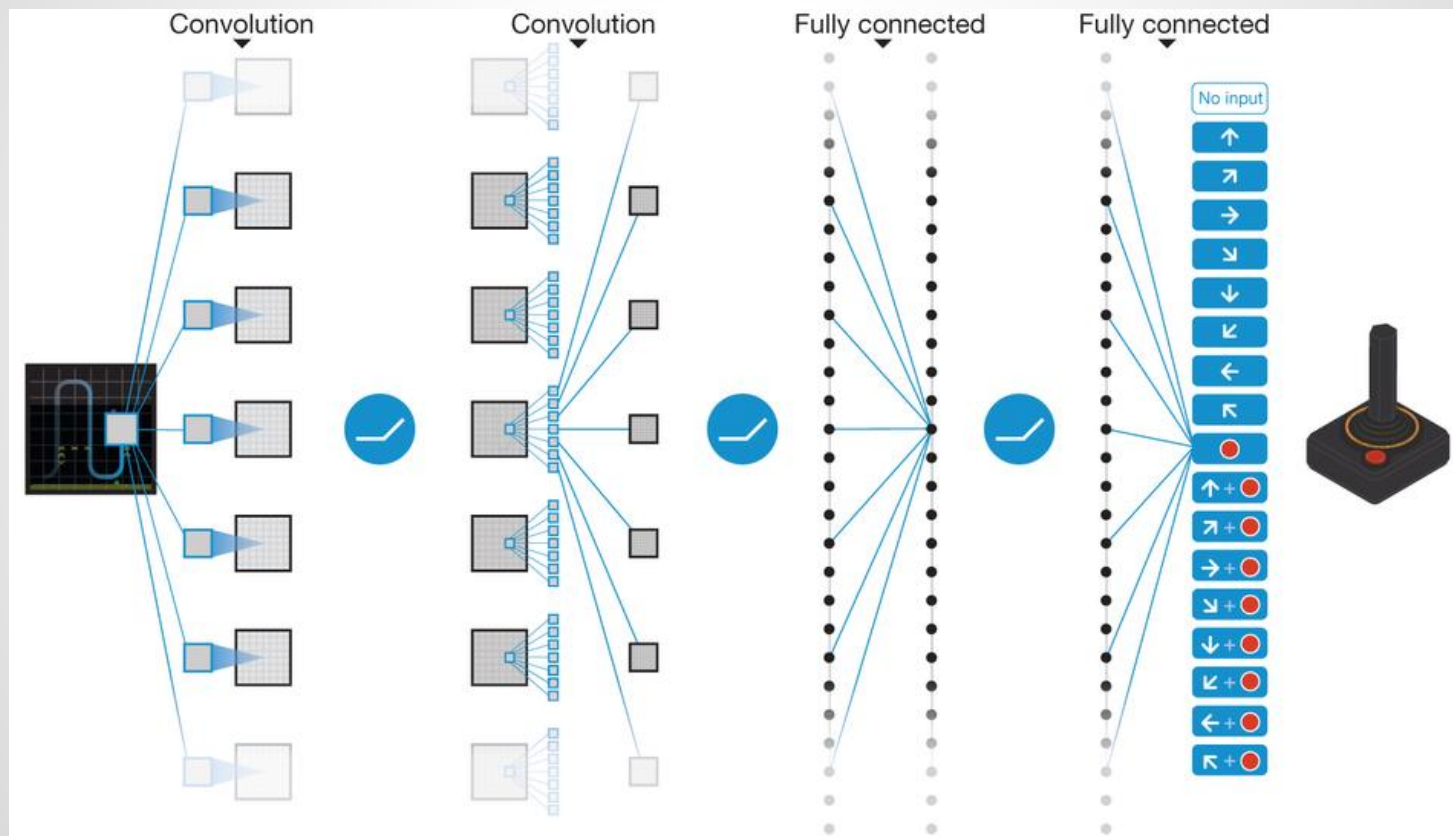 Convolution
Convolution
Fully connected
Fully connected
No input
+
+
+
+
+
+
+
+